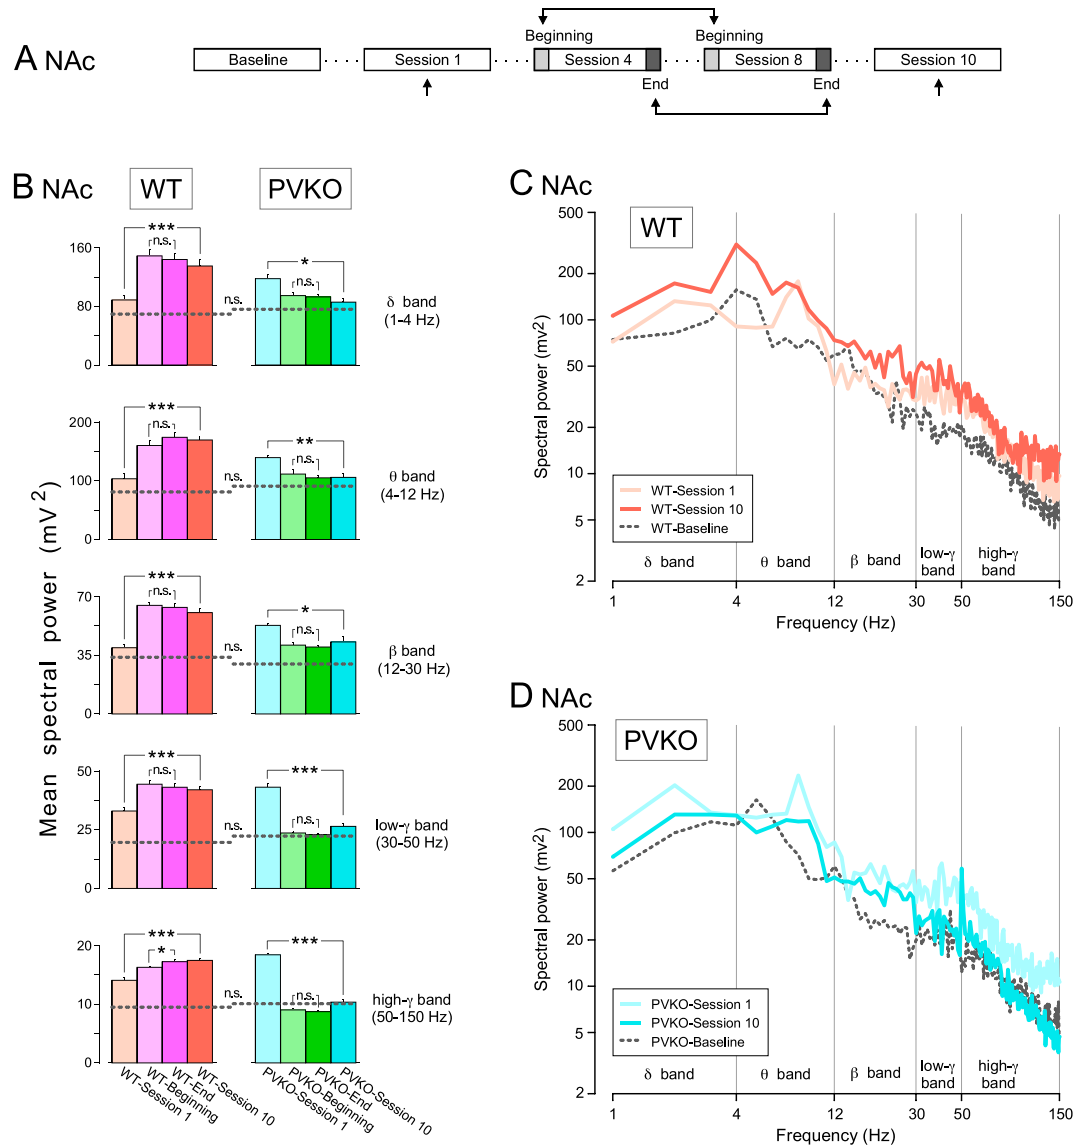 A NAc
Beginning
Beginning
Baseline
Session 1
Session 4
Session 8
Session 10
End
End
B NAc
WT
PVKO
Mean spectral power (mV 2)
160
80
0
***
n.s.
n.s.
*
n.s.
δ band
(1-4 Hz)
200
100
0
***
n.s.
n.s.
**
n.s.
θ band
(4-12 Hz)
70
35
0
***
n.s.
n.s.
*
n.s.
β band
(12-30 Hz)
50
25
0
***
n.s.
n.s.
***
n.s.
low-γ band
(30-50 Hz)
20
10
0
***
*
n.s.
***
n.s.
high-γ band
(50-150 Hz)
WT-Session 1
WT-Beginning
WT-End
WT-Session 10
PVKO-Session 1
PVKO-Beginning
PVKO-End
PVKO-Session 10
C NAc
WT
Spectral power (mv2)
500
200
100
50
20
10
5
2
WT-Session 1
WT-Session 10
WT-Baseline
δ band
θ band
β band
low-γ
band
high-γ
band
1
4
12
30
50
150
Frequency (Hz)
D NAc
PVKO
Spectral power (mv2)
500
200
100
50
20
10
5
2
PVKO-Session 1
PVKO-Session 10
PVKO-Baseline
δ band
θ band
β band
low-γ
band
high-γ
band
1
4
12
30
50
150
Frequency (Hz)